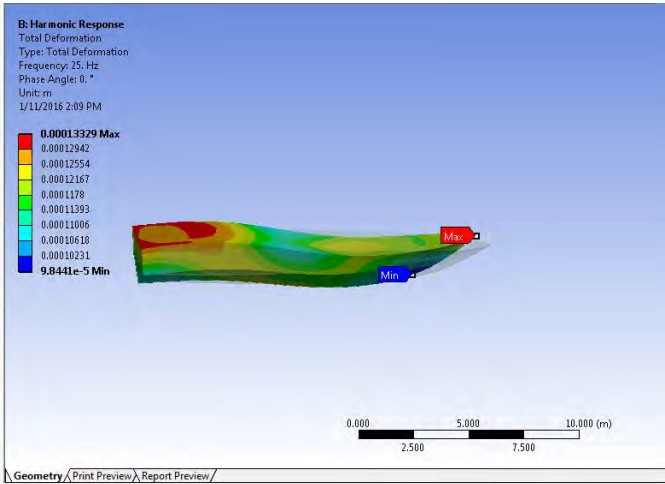 B: Harmonic Response
Total Deformation
Type: Total Deformation
Frequency: 25. Hz
Phase Angle: 0. °
Unit: m
1/11/2016 2:09 PM
0.00013329 Max
0.00012942
0.00012554
0.00012167
0.0001178
0.00011393
0.00011006
0.00010618
0.00010231
9.8441e-5 Min
Max
Min
0.000 5.000 10.000 (m)
2.500 7.500
Geometry Print Preview Report Preview